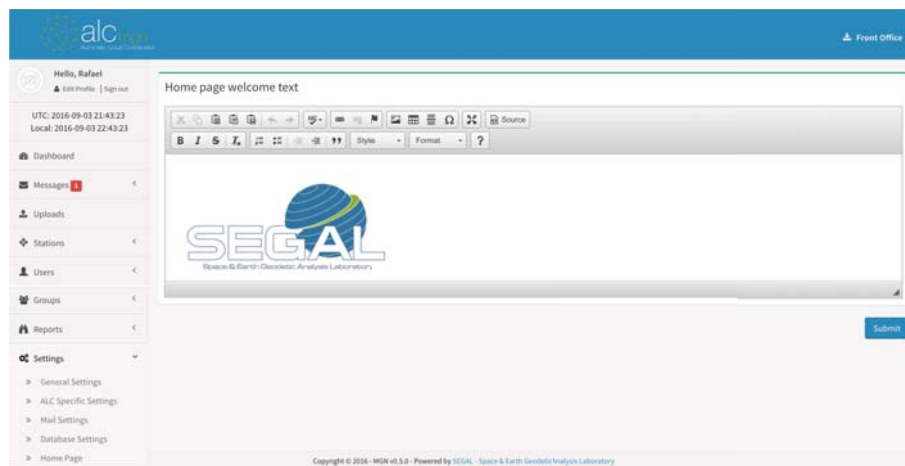 alc mgn
Front Office
Hello, Rafael
Edit Profile | Sign out
UTC: 2016-09-03 21:43:23
Local: 2016-09-03 22:43:23
Dashboard
Messages 1
Uploads
Stations
Users
Groups
Reports
Settings
General Settings
ALC Specific Settings
Mail Settings
Database Settings
Home Page
Home page welcome text
Source
B I S Tx Styles Format ?
SEGAL
Space & Earth Geodetic Analysis Laboratory
Submit
Copyright © 2016 - MGN v0.5.0 - Powered by SEGAL - Space & Earth Geodetic Analysis Laboratory